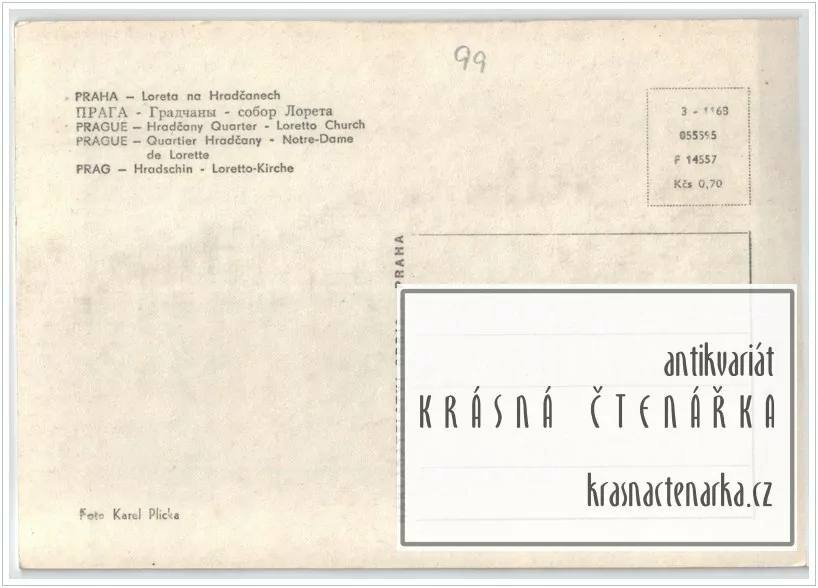 99
PRAHA – Loreta na Hradčanech
ПРАГА - Градчаны - собор Лорета
PRAGUE – Hradčany Quarter - Loretto Church
PRAGUE – Quartier Hradčany - Notre-Dame
de Lorette
PRAG – Hradschin - Loretto-Kirche
3 - 1168
055595
F 14557
Kčs 0,70
PRAHA
antikvariát
KRÁSNÁ ČTENÁŘKA
krasnactenarka.cz
Foto Karel Plicka